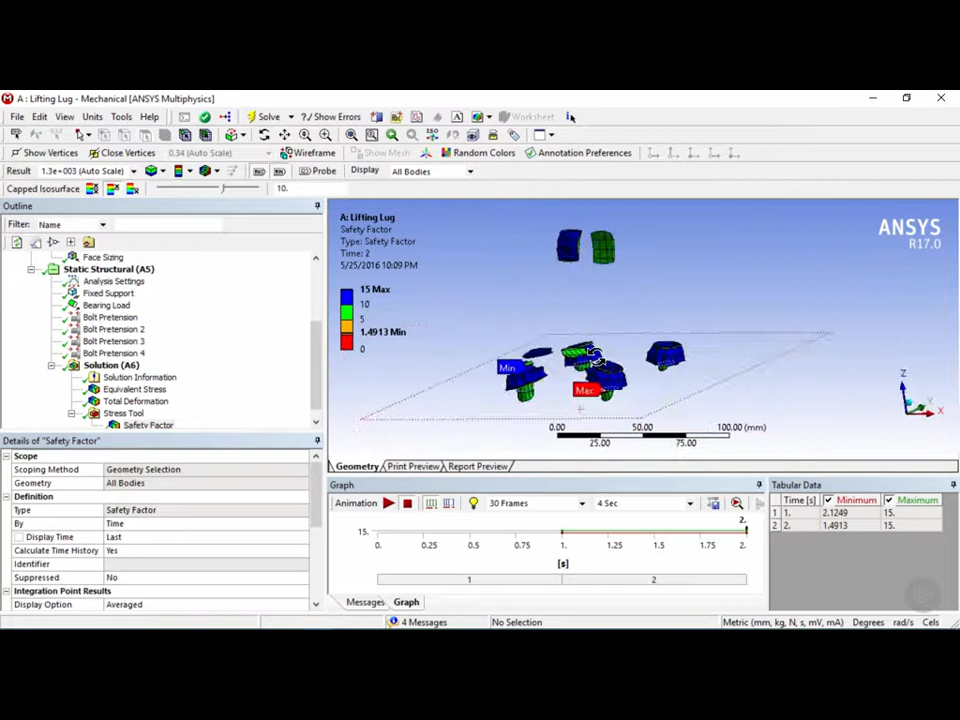 A : Lifting Lug - Mechanical [ANSYS Multiphysics]
File Edit View Units Tools Help Solve ?/ Show Errors Worksheet
Show Vertices Close Vertices 0.34 (Auto Scale) Wireframe Show Mesh Random Colors Annotation Preferences
Result 1.3e+003 (Auto Scale) Probe Display All Bodies
Capped Isosurface 10.
Outline
Filter: Name
Face Sizing
Static Structural (A5)
Analysis Settings
Fixed Support
Bearing Load
Bolt Pretension
Bolt Pretension 2
Bolt Pretension 3
Bolt Pretension 4
Solution (A6)
Solution Information
Equivalent Stress
Total Deformation
Stress Tool
Safety Factor
Details of "Safety Factor"
Scope
Scoping Method Geometry Selection
Geometry All Bodies
Definition
Type Safety Factor
By Time
Display Time Last
Calculate Time History Yes
Identifier
Suppressed No
Integration Point Results
Display Option Averaged
A: Lifting Lug
Safety Factor
Type: Safety Factor
Time: 2
5/25/2016 10:09 PM
15 Max
10
5
1.4913 Min
0
ANSYS
R17.0
Min
Max
Z
Y
X
0.00 50.00 100.00 (mm)
25.00 75.00
Geometry Print Preview Report Preview
Graph
Animation 30 Frames 4 Sec
2.
15.
0. 0.25 0.5 0.75 1. 1.25 1.5 1.75 2.
[s]
1 2
Messages Graph
Tabular Data
Time [s] Minimum Maximum
1 1. 2.1249 15.
2 2. 1.4913 15.
4 Messages No Selection Metric (mm, kg, N, s, mV, mA) Degrees rad/s Cels